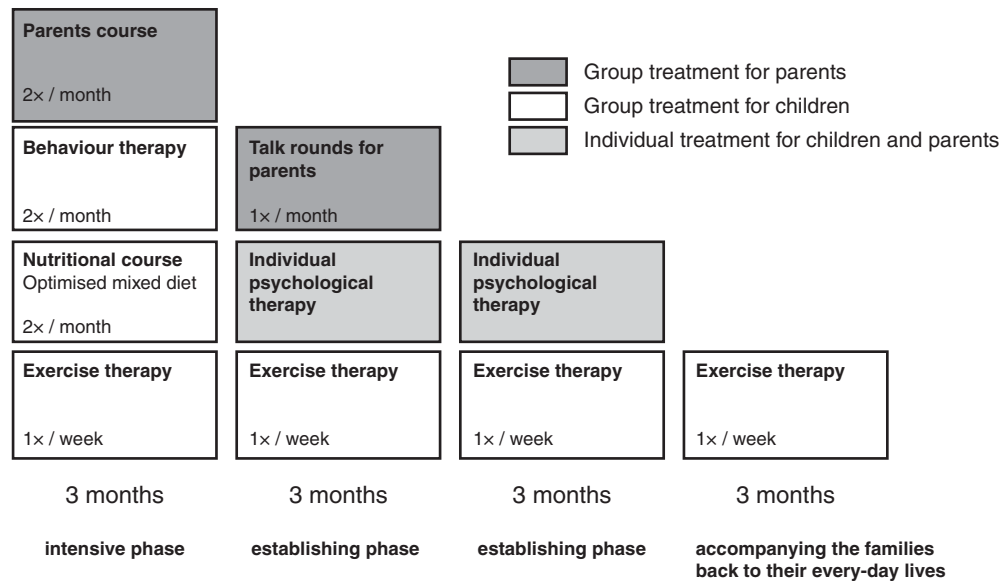 Parents course
2× / month
Group treatment for parents
Group treatment for children
Individual treatment for children and parents
Behaviour therapy
2× / month
Talk rounds for
parents
1× / month
Nutritional course
Optimised mixed diet
2× / month
Individual
psychological
therapy
Individual
psychological
therapy
Exercise therapy
1× / week
Exercise therapy
1× / week
Exercise therapy
1× / week
Exercise therapy
1× / week
3 months
3 months
3 months
3 months
intensive phase
establishing phase
establishing phase
accompanying the families
back to their every-day lives